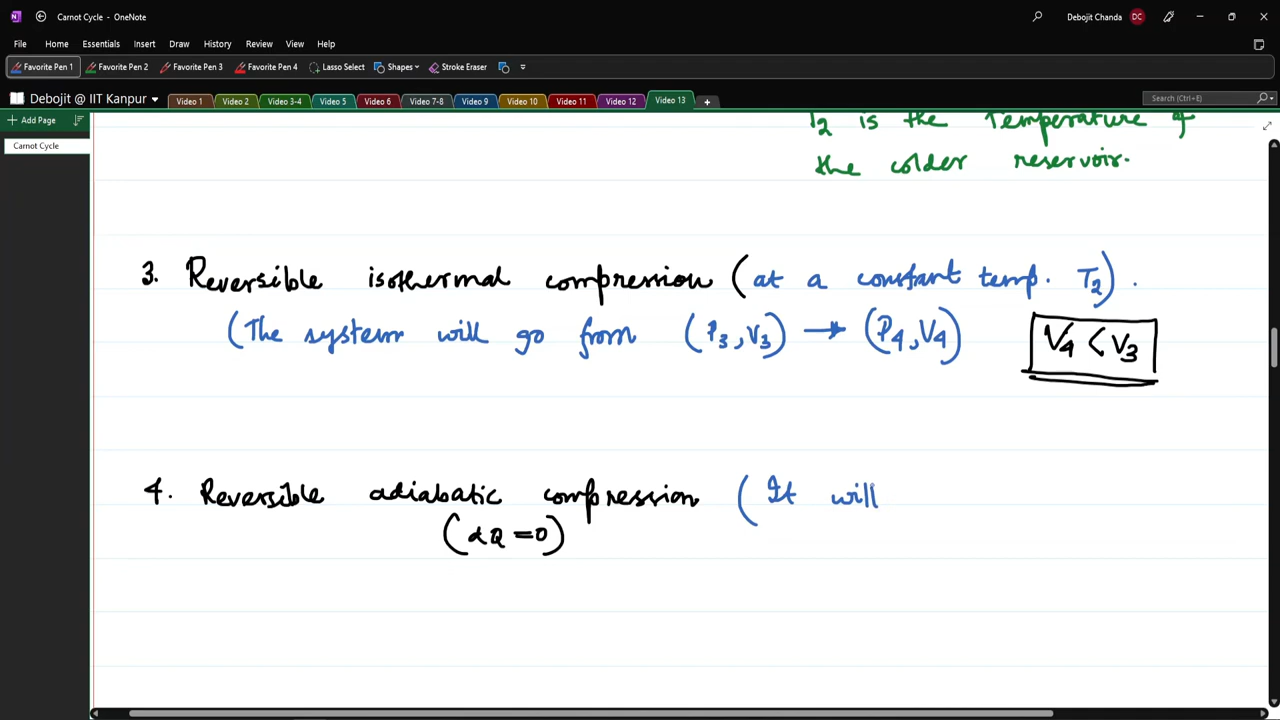 Carnot Cycle - OneNote
Debojit Chanda DC
File Home Essentials Insert Draw History Review View Help
Favorite Pen 1 Favorite Pen 2 Favorite Pen 3 Favorite Pen 4 Lasso Select Shapes Stroke Eraser
Debojit @ IIT Kanpur Video 1 Video 2 Video 3-4 Video 5 Video 6 Video 7-8 Video 9 Video 10 Video 11 Video 12 Video 13 + Search (Ctrl+E)
Add Page
Carnot Cycle
T₂ is the Temperature of
the colder reservoir.
3. Reversible isothermal compression (at a constant temp. T₂).
(The system will go from (P₃,V₃) → (P₄,V₄) V₄ < V₃
4. Reversible adiabatic compression (It will
(dQ=0)